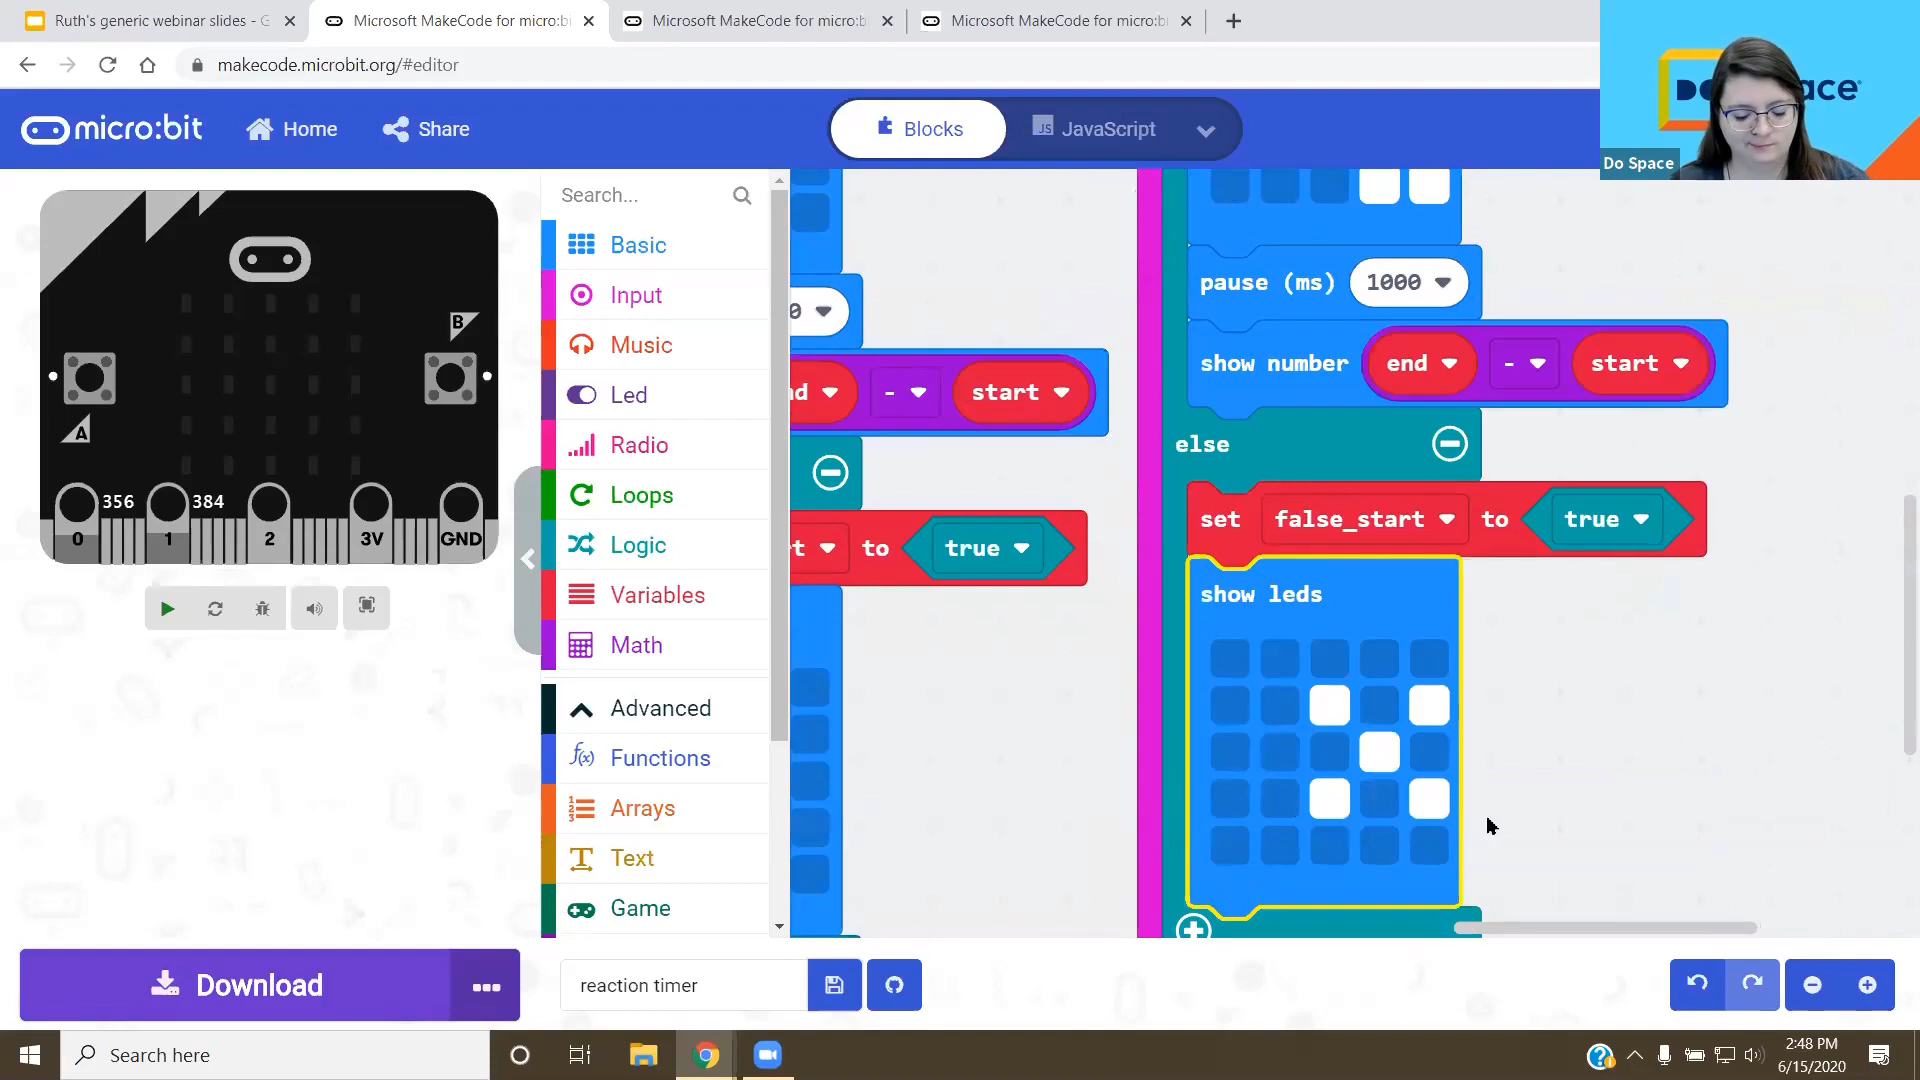 Ruth's generic webinar slides - G
Microsoft MakeCode for micro:bi
Microsoft MakeCode for micro:b
Microsoft MakeCode for micro:bi
makecode.microbit.org/#editor
micro:bit
Home
Share
Blocks
JS
JavaScript
Do Space
Search...
Basic
Input
Music
Led
Radio
Loops
Logic
Variables
Math
Advanced
Functions
Arrays
Text
Game
B
A
356
384
0
1
2
3V
GND
0
nd - start
rt to true
pause (ms) 1000
show number end - start
else
set false_start to true
show leds
Download
reaction timer
Search here
2:48 PM
6/15/2020